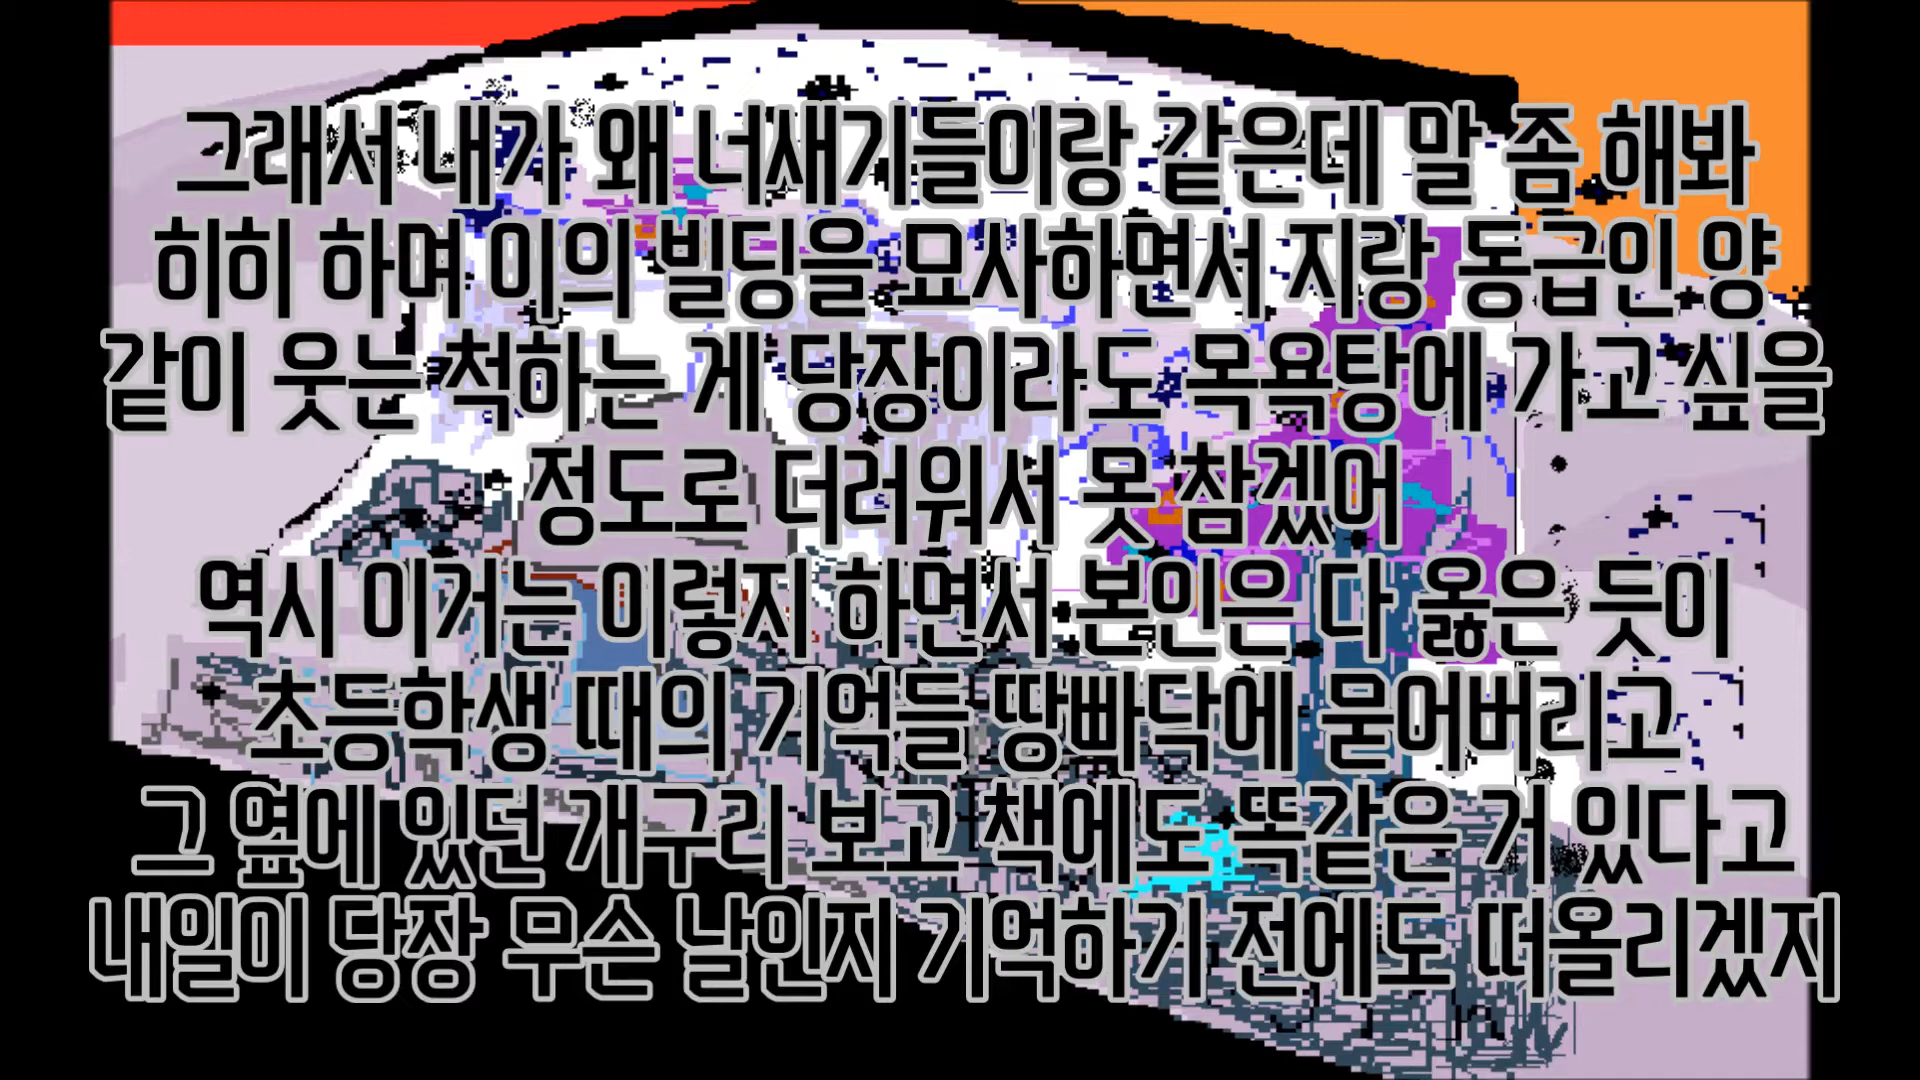 그래서 내가 왜 너새기들이랑 같은데 말 좀 해봐
히히 하며 이의 빌딩을 묘사하면서 지랑 동급인 양
같이 웃는 척하는 게 당장이라도 목욕탕에 가고 싶을
정도로 더러워서 못 참겠어
역시 이거는 이렇지 하면서 본인은 다 옳은 듯이
초등학생 때의 기억들 땅빠닥에 묻어버리고
그 옆에 있던 개구리 보고 책에도 똑같은 거 있다고
내일이 당장 무슨 날인지 기억하기 전에도 떠올리겠지